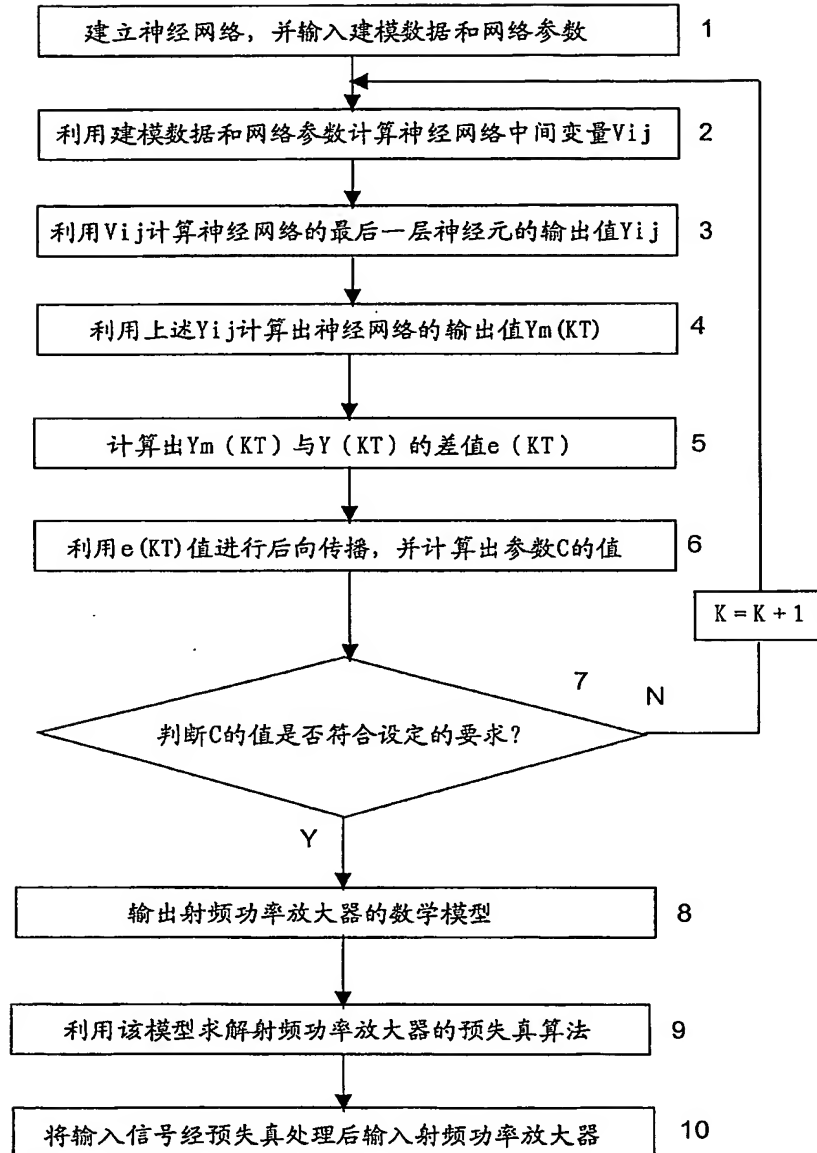 建立神经网络，并输入建模数据和网络参数 1
利用建模数据和网络参数计算神经网络中间变量Vij 2
利用Vij计算神经网络的最后一层神经元的输出值Yij 3
利用上述Yij计算出神经网络的输出值Ym(KT) 4
计算出Ym（KT）与Y（KT）的差值e（KT） 5
利用e(KT)值进行后向传播，并计算出参数C的值 6
K = K + 1
7
N
判断C的值是否符合设定的要求？
Y
输出射频功率放大器的数学模型 8
利用该模型求解射频功率放大器的预失真算法 9
将输入信号经预失真处理后输入射频功率放大器 10